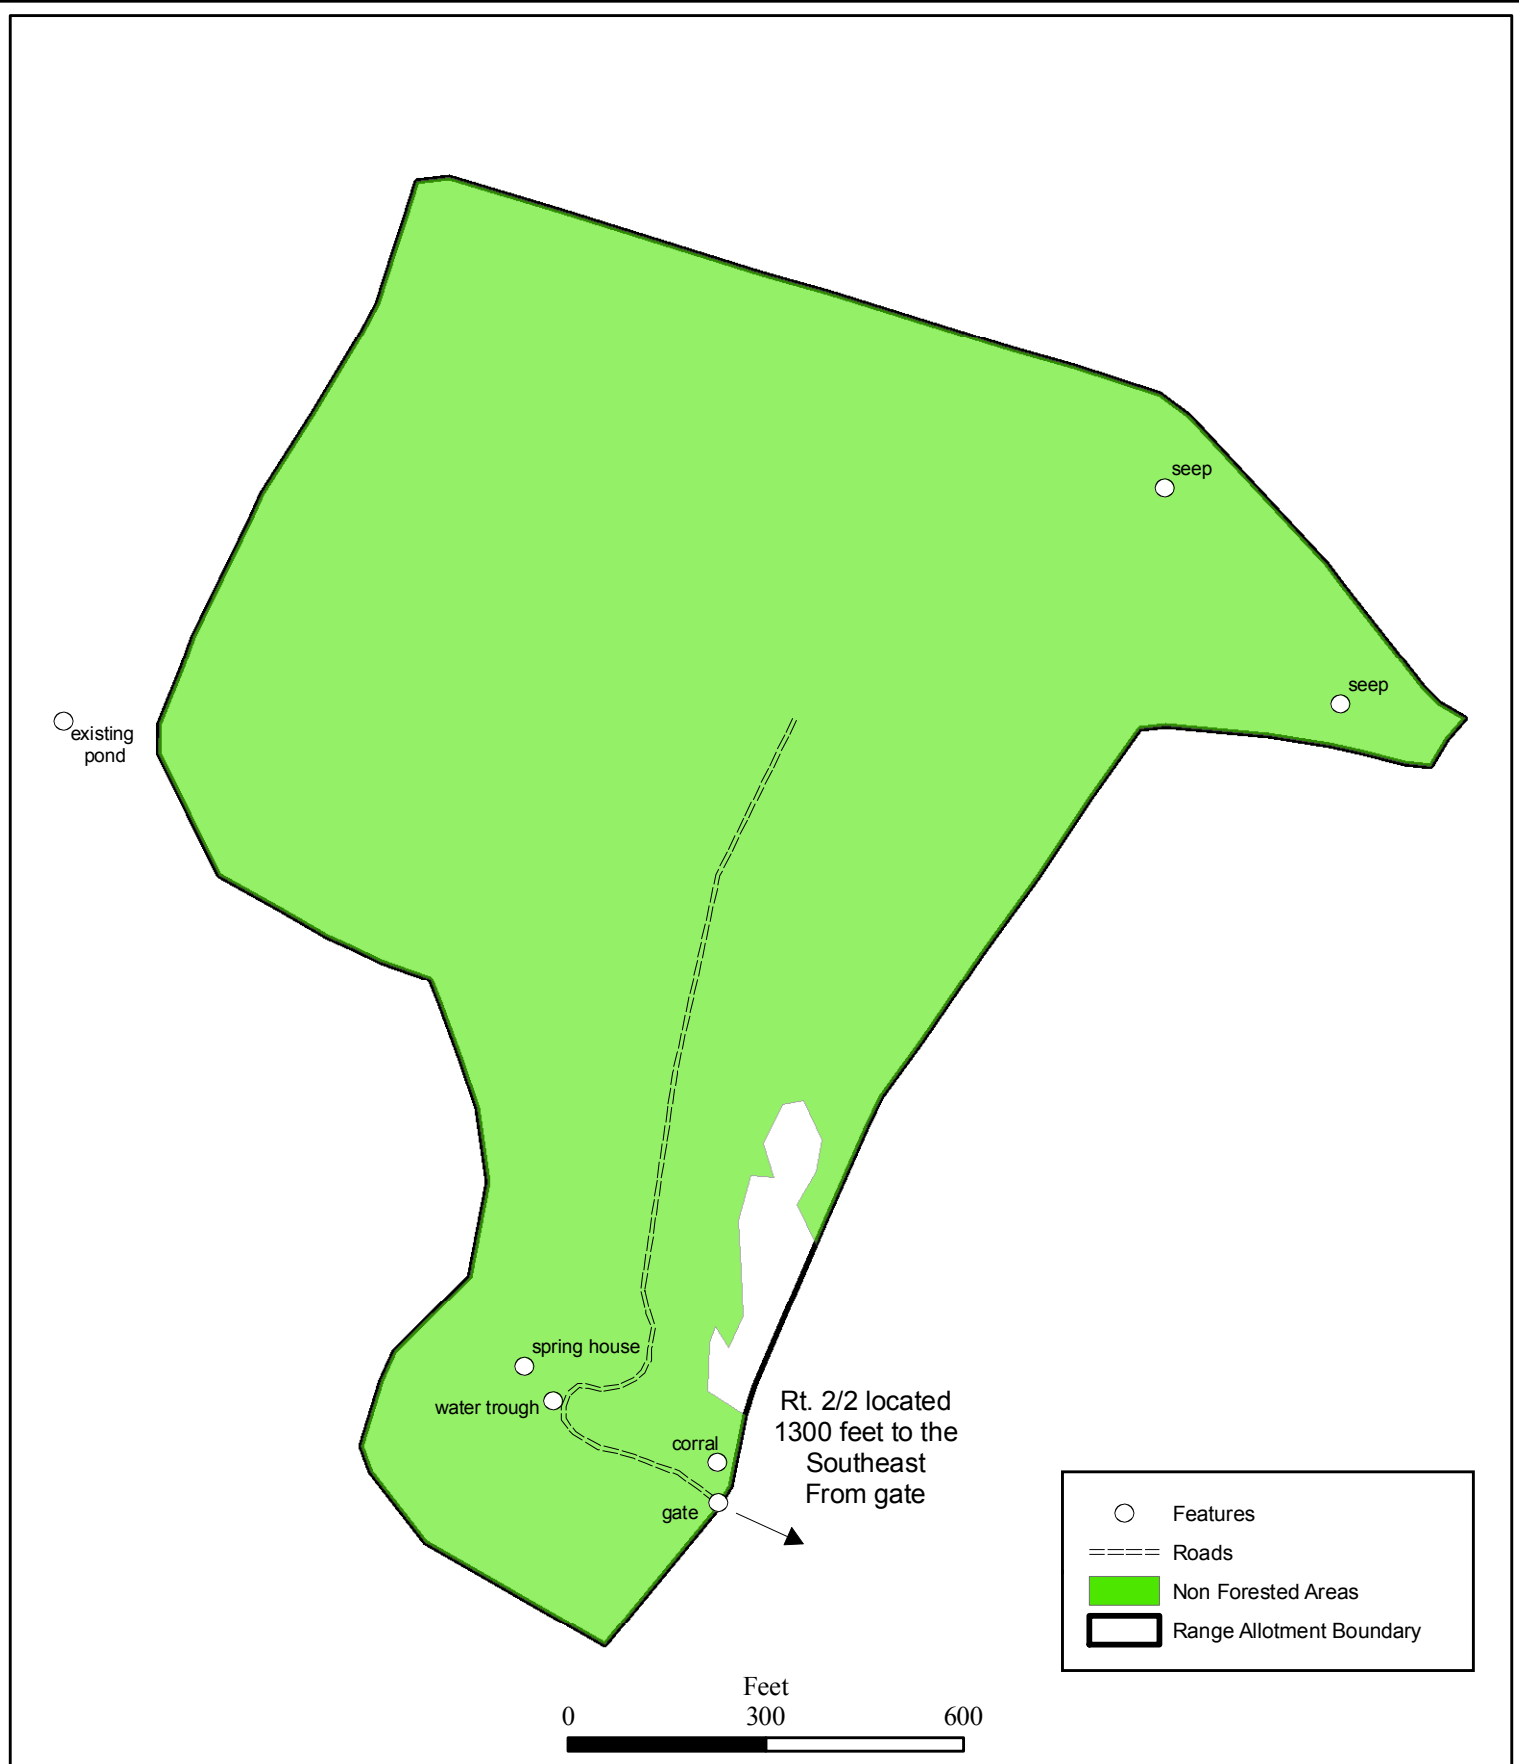 seep
seep
existing
pond
spring house
water trough
Rt. 2/2 located
1300 feet to the
Southeast
From gate
corral
gate
Features
Roads
Non Forested Areas
Range Allotment Boundary
Feet
0 300 600